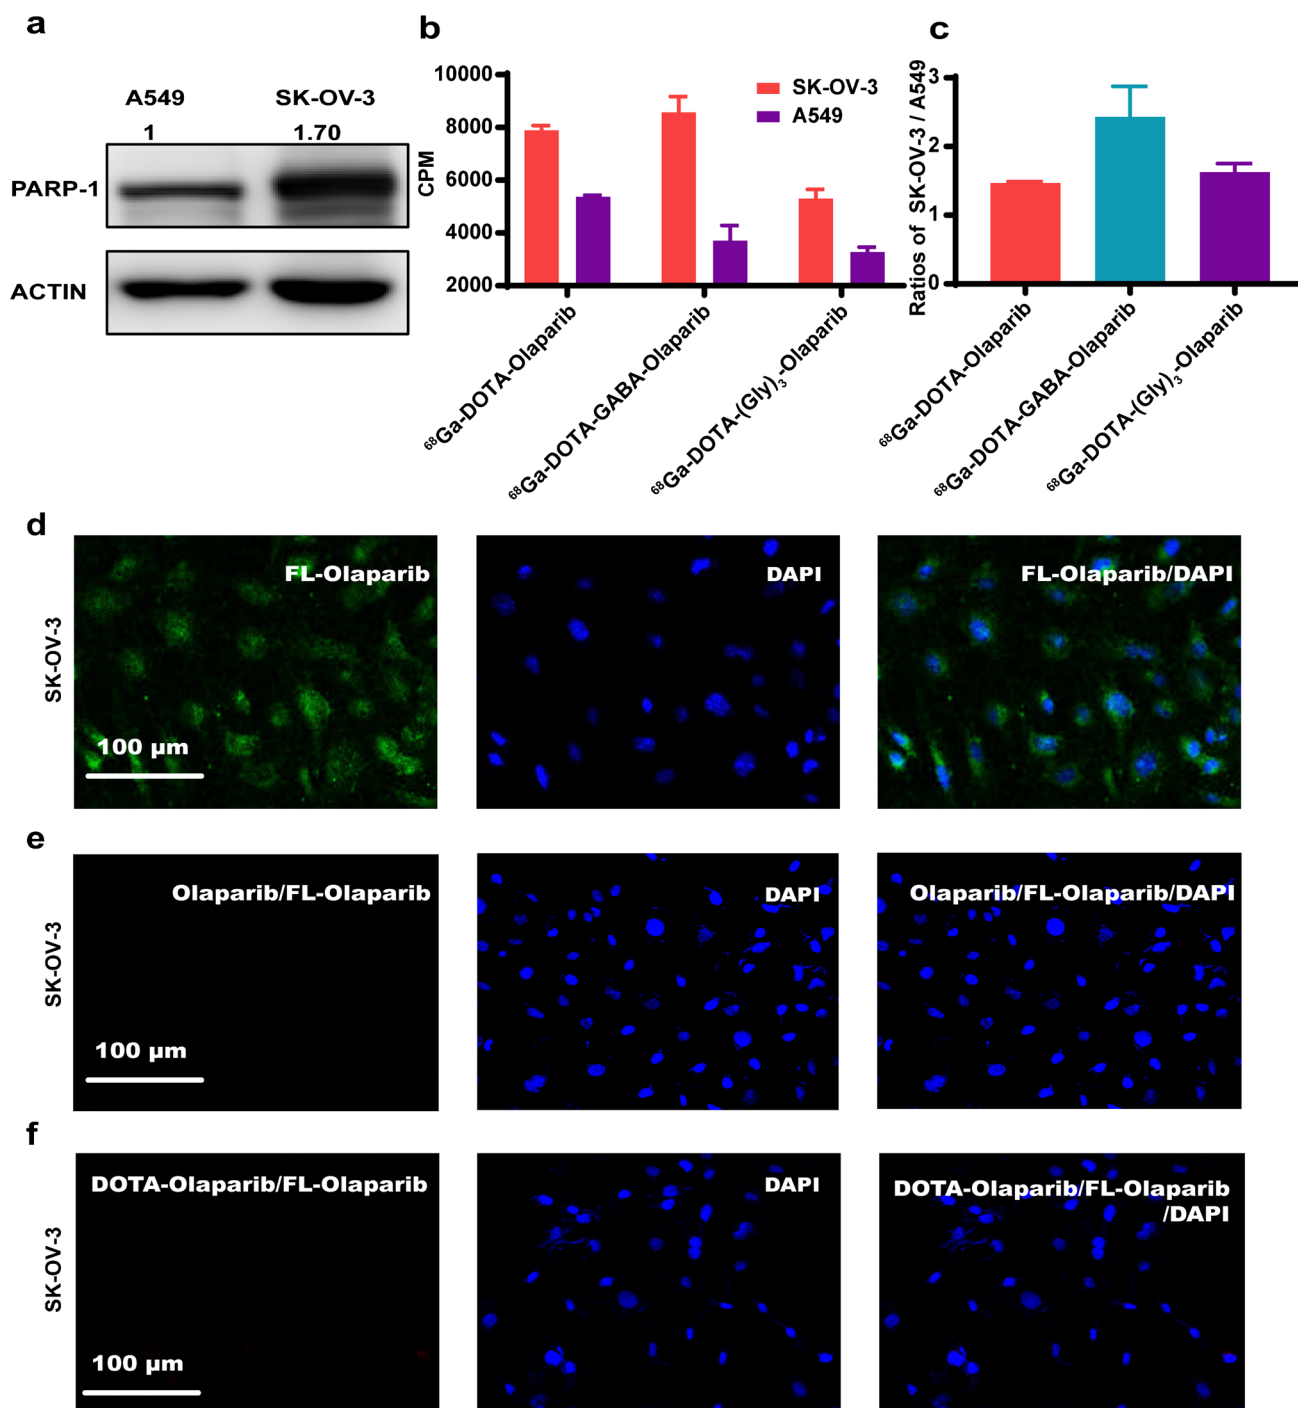 a
A549
SK-OV-3
1
1.70
PARP-1
ACTIN
b
10000
8000
6000
4000
2000
CPM
SK-OV-3
A549
⁶⁸Ga-DOTA-Olaparib
⁶⁸Ga-DOTA-GABA-Olaparib
⁶⁸Ga-DOTA-(Gly)₃-Olaparib
c
3
2
1
0
Ratios of SK-OV-3 / A549
⁶⁸Ga-DOTA-Olaparib
⁶⁸Ga-DOTA-GABA-Olaparib
⁶⁸Ga-DOTA-(Gly)₃-Olaparib
d
SK-OV-3
FL-Olaparib
100 μm
DAPI
FL-Olaparib/DAPI
e
SK-OV-3
Olaparib/FL-Olaparib
100 μm
DAPI
Olaparib/FL-Olaparib/DAPI
f
SK-OV-3
DOTA-Olaparib/FL-Olaparib
100 μm
DAPI
DOTA-Olaparib/FL-Olaparib
/DAPI